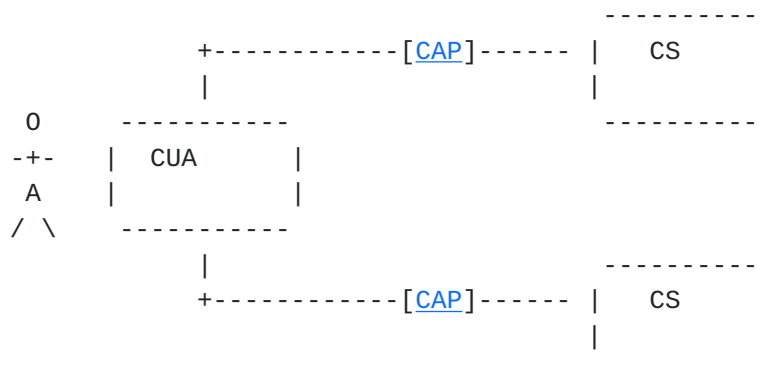 ----------
            +------------[CAP]------ |   CS
            |                        |
 O     -----------                    ----------
-+-   |  CUA      |
 A    |           |
/ \    -----------
            |                         ----------
            +------------[CAP]------ |   CS
                                     |